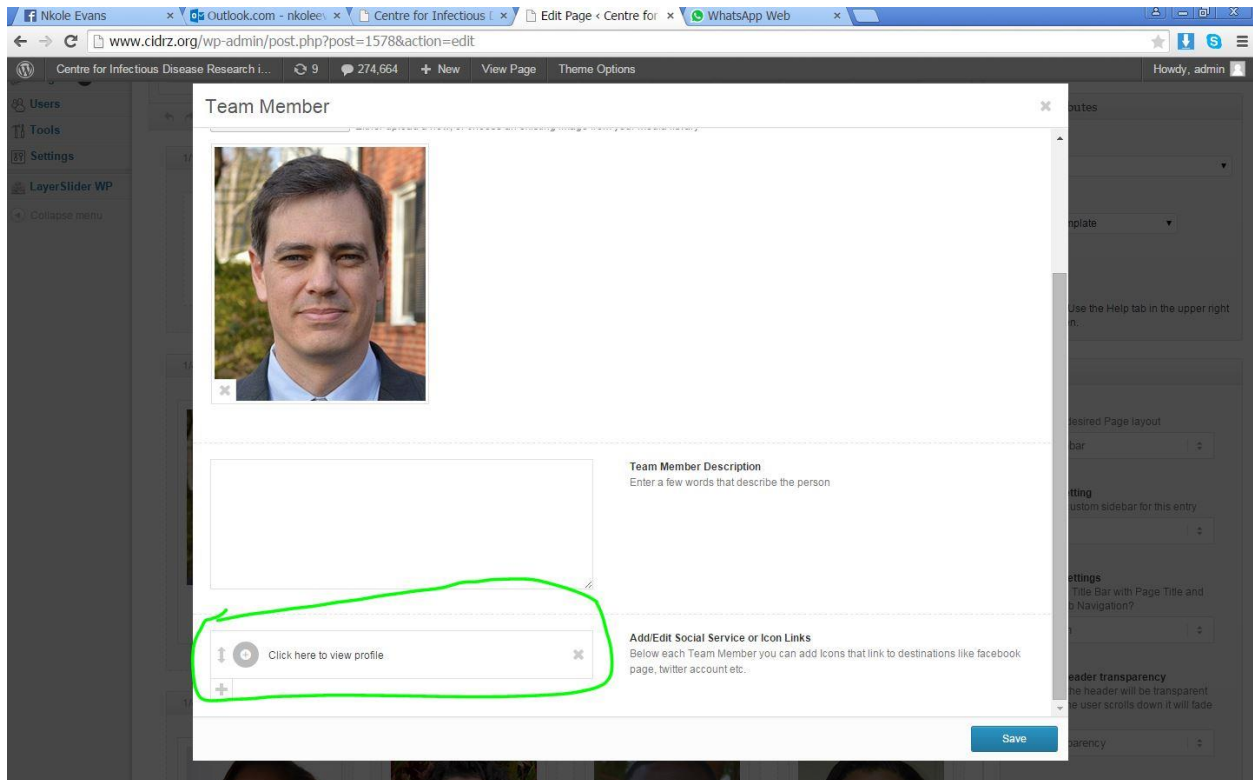 Nkole Evans
Outlook.com - nkolee
Centre for Infectious
Edit Page ‹ Centre for
WhatsApp Web
www.cidrz.org/wp-admin/post.php?post=1578&action=edit
Centre for Infectious Disease Research i...
9
274,664
+ New
View Page
Theme Options
Howdy, admin
Users
Tools
Settings
LayerSlider WP
Collapse menu
Team Member
Team Member Description
Enter a few words that describe the person
Click here to view profile
Add/Edit Social Service or Icon Links
Below each Team Member you can add Icons that link to destinations like facebook
page, twitter account etc.
Save
butes
Use the Help tab in the upper right
desired Page layout
bar
custom sidebar for this entry
Title Bar with Page Title and
Navigation?
eader transparency
the header will be transparent
user scrolls down it will fade